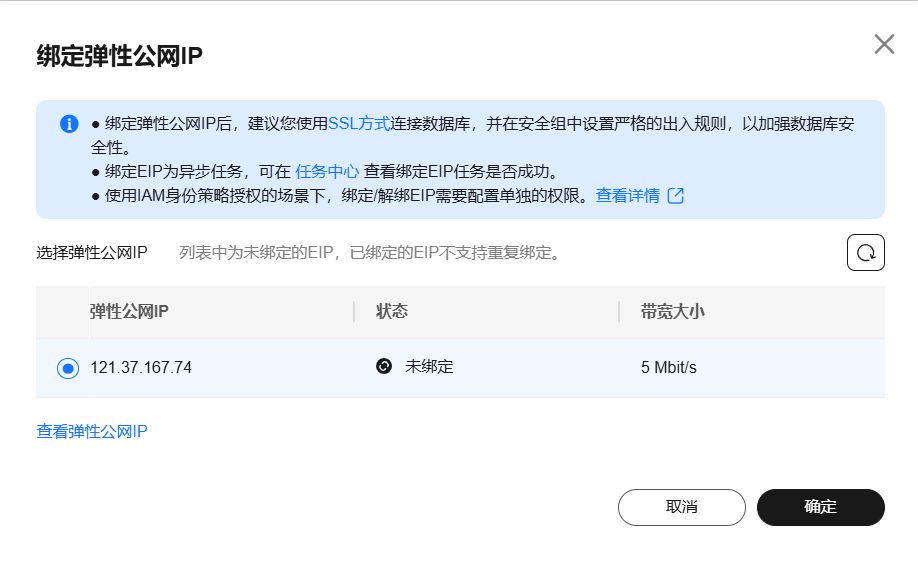 绑定弹性公网IP
● 绑定弹性公网IP后，建议您使用SSL方式连接数据库，并在安全组中设置严格的出入规则，以加强数据库安
全性。
● 绑定EIP为异步任务，可在 任务中心 查看绑定EIP任务是否成功。
● 使用IAM身份策略授权的场景下，绑定/解绑EIP需要配置单独的权限。查看详情
选择弹性公网IP 列表中为未绑定的EIP，已绑定的EIP不支持重复绑定。
弹性公网IP 状态 带宽大小
121.37.167.74 未绑定 5 Mbit/s
查看弹性公网IP
取消 确定